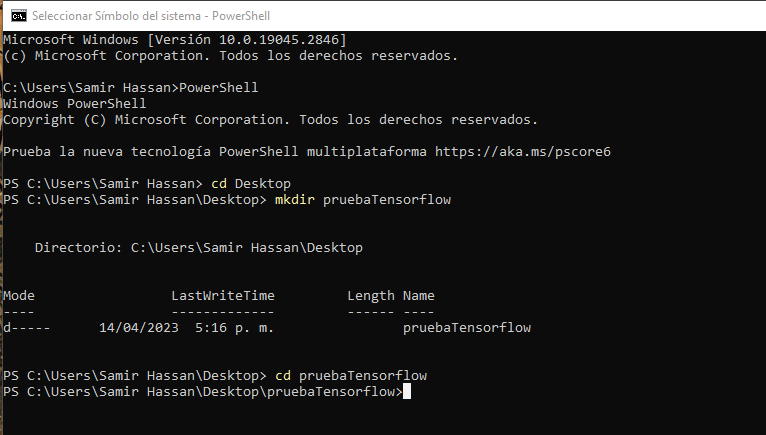 Seleccionar Símbolo del sistema - PowerShell
Microsoft Windows [Versión 10.0.19045.2846]
(c) Microsoft Corporation. Todos los derechos reservados.
C:\Users\Samir Hassan>PowerShell
Windows PowerShell
Copyright (C) Microsoft Corporation. Todos los derechos reservados.
Prueba la nueva tecnología PowerShell multiplataforma https://aka.ms/pscore6
PS C:\Users\Samir Hassan> cd Desktop
PS C:\Users\Samir Hassan\Desktop> mkdir pruebaTensorflow
Directorio: C:\Users\Samir Hassan\Desktop
Mode LastWriteTime Length Name
---- ------------- ------ ----
d----- 14/04/2023 5:16 p. m. pruebaTensorflow
PS C:\Users\Samir Hassan\Desktop> cd pruebaTensorflow
PS C:\Users\Samir Hassan\Desktop\pruebaTensorflow>